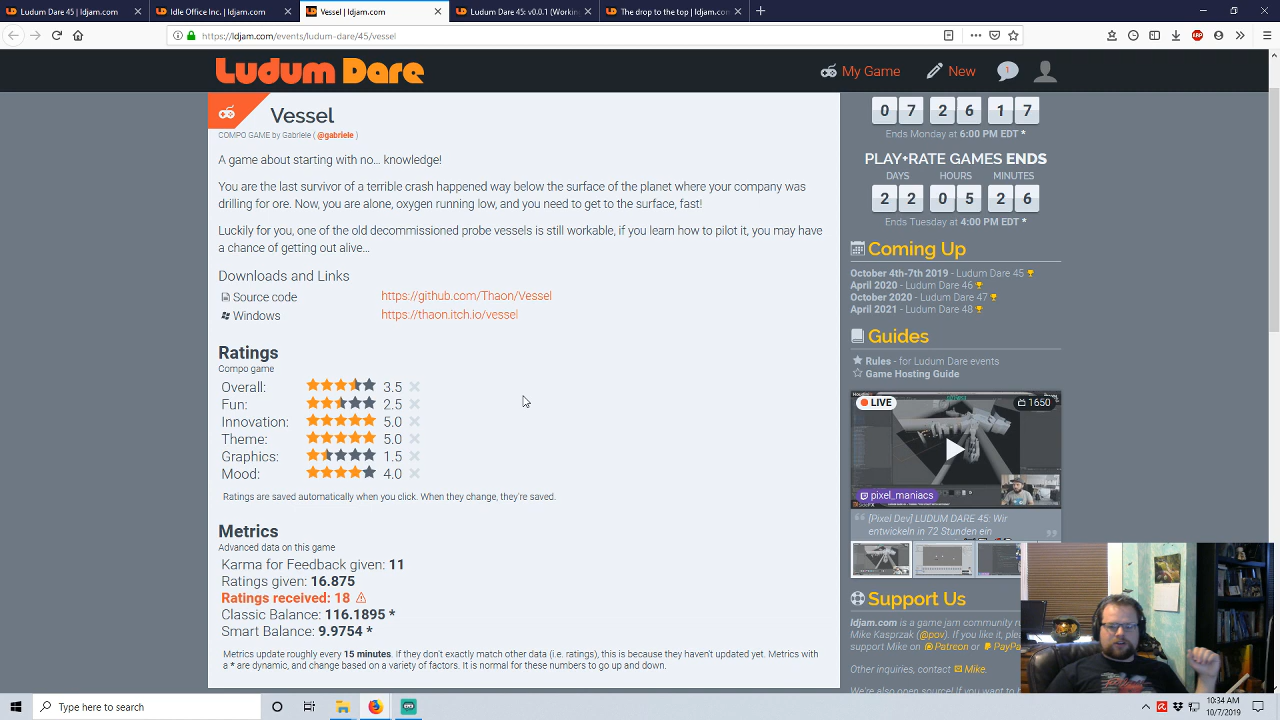 Ludum Dare 45 | ldjam.com
Idle Office Inc. | ldjam.com
Vessel | ldjam.com
Ludum Dare 45: v0.0.1 (Workin
The drop to the top | ldjam.com
https://ldjam.com/events/ludum-dare/45/vessel
ABP
Ludum Dare
My Game
New
1
Vessel
COMPO GAME by Gabriele ( @gabriele )
A game about starting with no... knowledge!
You are the last survivor of a terrible crash happened way below the surface of the planet where your company was
drilling for ore. Now, you are alone, oxygen running low, and you need to get to the surface, fast!
Lucky for you, one of the old decommissioned probe vessels is still workable, if you learn how to pilot it, you may have
a chance of getting out alive...
Downloads and Links
Source code https://github.com/Thaon/Vessel
Windows https://thaon.itch.io/vessel
Ratings
Compo game
Overall: 3.5
Fun: 2.5
Innovation: 5.0
Theme: 5.0
Graphics: 1.5
Mood: 4.0
Ratings are saved automatically when you click. When they change, they're saved.
Metrics
Advanced data on this game
Karma for Feedback given: 11
Ratings given: 16.875
Ratings received: 18
Classic Balance: 116.1895 *
Smart Balance: 9.9754 *
Metrics update roughly every 15 minutes. If they don't exactly match other data (i.e. ratings), this is because they haven't updated yet. Metrics
with a * are dynamic, and change based on a variety of factors. It is normal for these numbers to go up and down.
0 7 2 6 1 7
Ends Monday at 6:00 PM EDT *
PLAY+RATE GAMES ENDS
DAYS HOURS MINUTES
2 2 0 5 2 6
Ends Tuesday at 4:00 PM EDT *
Coming Up
October 4th-7th 2019 - Ludum Dare 45
April 2020 - Ludum Dare 46
October 2020 - Ludum Dare 47
April 2021 - Ludum Dare 48
Guides
Rules - for Ludum Dare events
Game Hosting Guide
LIVE
1650
pixel_maniacs
[Pixel Dev] LUDUM DARE 45: Wir
entwickeln in 72 Stunden ein
Support Us
ldjam.com is a game jam community r
Mike Kasprzak (@pov). If you like it, ple
support Mike on Patreon or PayPa
Other inquiries, contact Mike.
We're also open source! If you want to
Type here to search
10:34 AM
10/7/2019